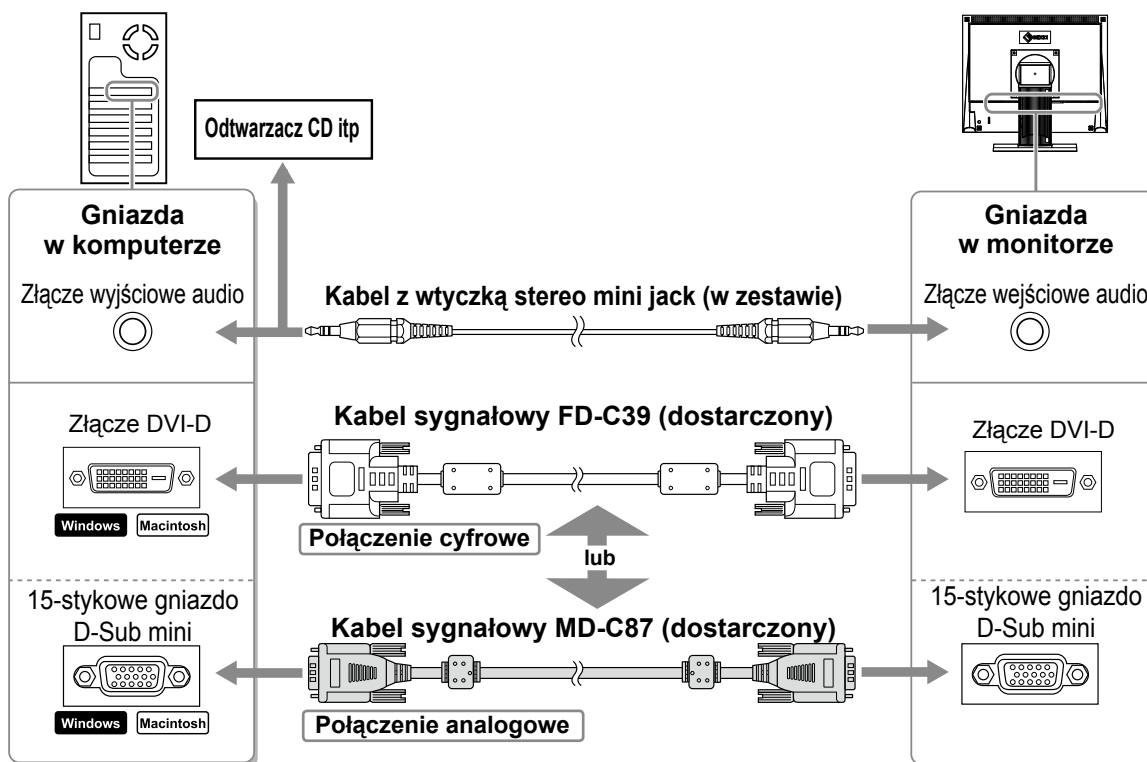 EIZO
Odtwarzacz CD itp
Gniazda
w komputerze
Złącze wyjściowe audio
Kabel z wtyczką stereo mini jack (w zestawie)
Gniazda
w monitorze
Złącze wejściowe audio
Złącze DVI-D
Windows Macintosh
Kabel sygnałowy FD-C39 (dostarczony)
Połączenie cyfrowe
Złącze DVI-D
lub
15-stykowe gniazdo
D-Sub mini
Windows Macintosh
Kabel sygnałowy MD-C87 (dostarczony)
Połączenie analogowe
15-stykowe gniazdo
D-Sub mini